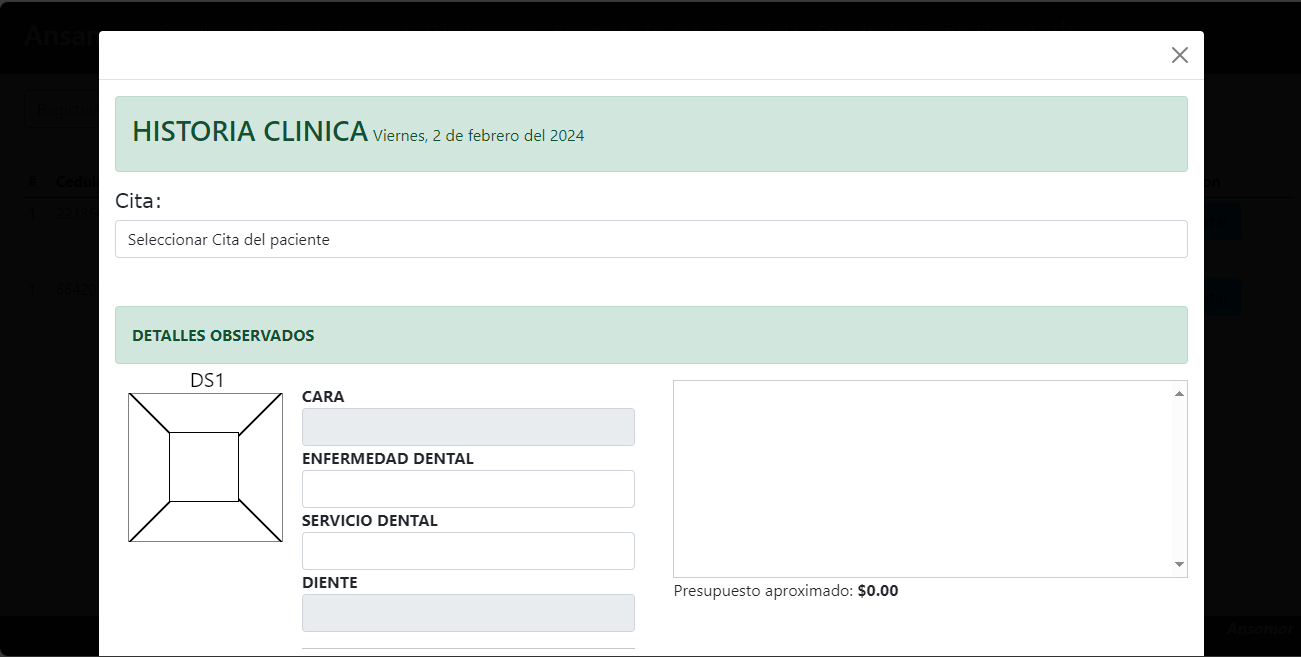 HISTORIA CLINICA Viernes, 2 de febrero del 2024
Cita:
Seleccionar Cita del paciente
DETALLES OBSERVADOS
DS1
CARA
ENFERMEDAD DENTAL
SERVICIO DENTAL
DIENTE
Presupuesto aproximado: $0.00
Ansamar